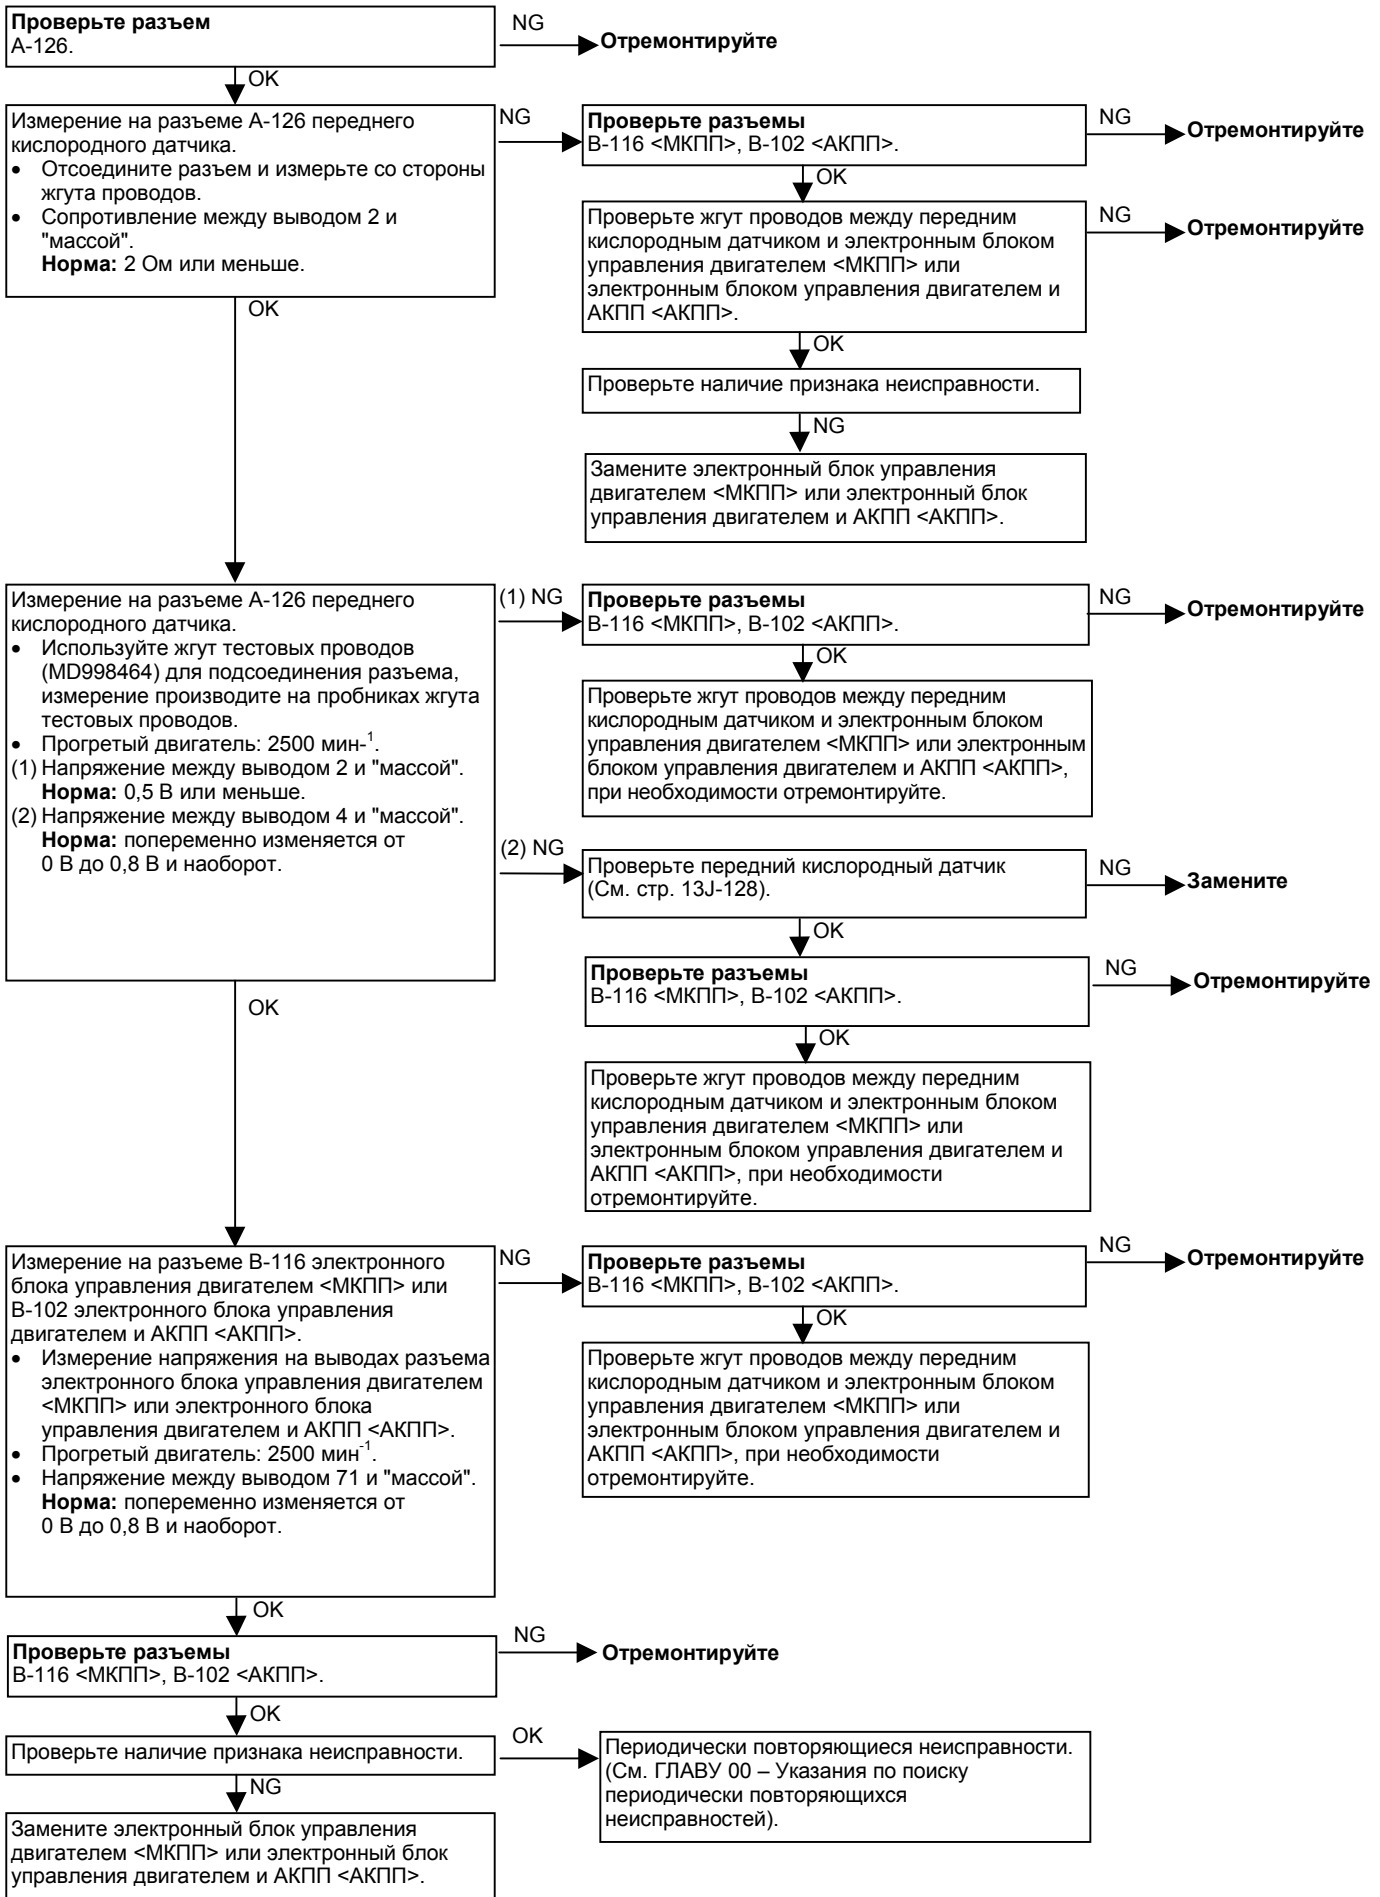 Проверьте разъем
А-126.
NG
Отремонтируйте
OK
Измерение на разъеме А-126 переднего
кислородного датчика.
• Отсоедините разъем и измерьте со стороны
жгута проводов.
• Сопротивление между выводом 2 и
"массой".
Норма: 2 Ом или меньше.
NG
Проверьте разъемы
В-116 <МКПП>, В-102 <АКПП>.
NG
Отремонтируйте
OK
Проверьте жгут проводов между передним
кислородным датчиком и электронным блоком
управления двигателем <МКПП> или
электронным блоком управления двигателем и
АКПП <АКПП>.
NG
Отремонтируйте
OK
Проверьте наличие признака неисправности.
NG
Замените электронный блок управления
двигателем <МКПП> или электронный блок
управления двигателем и АКПП <АКПП>.
OK
Измерение на разъеме А-126 переднего
кислородного датчика.
• Используйте жгут тестовых проводов
(MD998464) для подсоединения разъема,
измерение производите на пробниках жгута
тестовых проводов.
• Прогретый двигатель: 2500 мин-¹.
(1) Напряжение между выводом 2 и "массой".
Норма: 0,5 В или меньше.
(2) Напряжение между выводом 4 и "массой".
Норма: попеременно изменяется от
0 В до 0,8 В и наоборот.
(1) NG
Проверьте разъемы
В-116 <МКПП>, В-102 <АКПП>.
NG
Отремонтируйте
OK
Проверьте жгут проводов между передним
кислородным датчиком и электронным блоком
управления двигателем <МКПП> или электронным
блоком управления двигателем и АКПП <АКПП>,
при необходимости отремонтируйте.
(2) NG
Проверьте передний кислородный датчик
(См. стр. 13J-128).
NG
Замените
OK
Проверьте разъемы
В-116 <МКПП>, В-102 <АКПП>.
NG
Отремонтируйте
OK
Проверьте жгут проводов между передним
кислородным датчиком и электронным блоком
управления двигателем <МКПП> или
электронным блоком управления двигателем и
АКПП <АКПП>, при необходимости
отремонтируйте.
OK
Измерение на разъеме В-116 электронного
блока управления двигателем <МКПП> или
В-102 электронного блока управления
двигателем и АКПП <АКПП>.
• Измерение напряжения на выводах разъема
электронного блока управления двигателем
<МКПП> или электронного блока
управления двигателем и АКПП <АКПП>.
• Прогретый двигатель: 2500 мин⁻¹.
• Напряжение между выводом 71 и "массой".
Норма: попеременно изменяется от
0 В до 0,8 В и наоборот.
NG
Проверьте разъемы
В-116 <МКПП>, В-102 <АКПП>.
NG
Отремонтируйте
OK
Проверьте жгут проводов между передним
кислородным датчиком и электронным блоком
управления двигателем <МКПП> или
электронным блоком управления двигателем и
АКПП <АКПП>, при необходимости
отремонтируйте.
OK
Проверьте разъемы
В-116 <МКПП>, В-102 <АКПП>.
NG
Отремонтируйте
OK
Проверьте наличие признака неисправности.
OK
Периодически повторяющиеся неисправности.
(См. ГЛАВУ 00 – Указания по поиску
периодически повторяющихся
неисправностей).
NG
Замените электронный блок управления
двигателем <МКПП> или электронный блок
управления двигателем и АКПП <АКПП>.